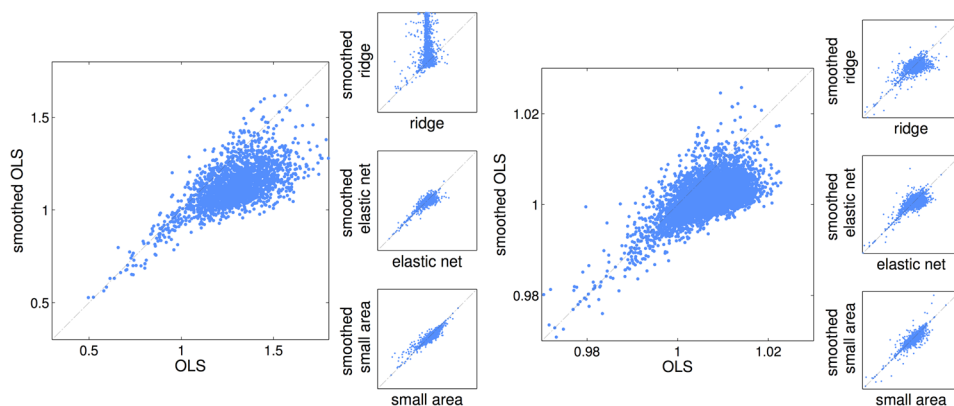 smoothed OLS
1.5
1
0.5
0.5
1
1.5
OLS
smoothed
ridge
ridge
smoothed
elastic net
elastic net
smoothed
small area
small area
smoothed OLS
1.02
1
0.98
0.98
1
1.02
OLS
smoothed
ridge
ridge
smoothed
elastic net
elastic net
smoothed
small area
small area